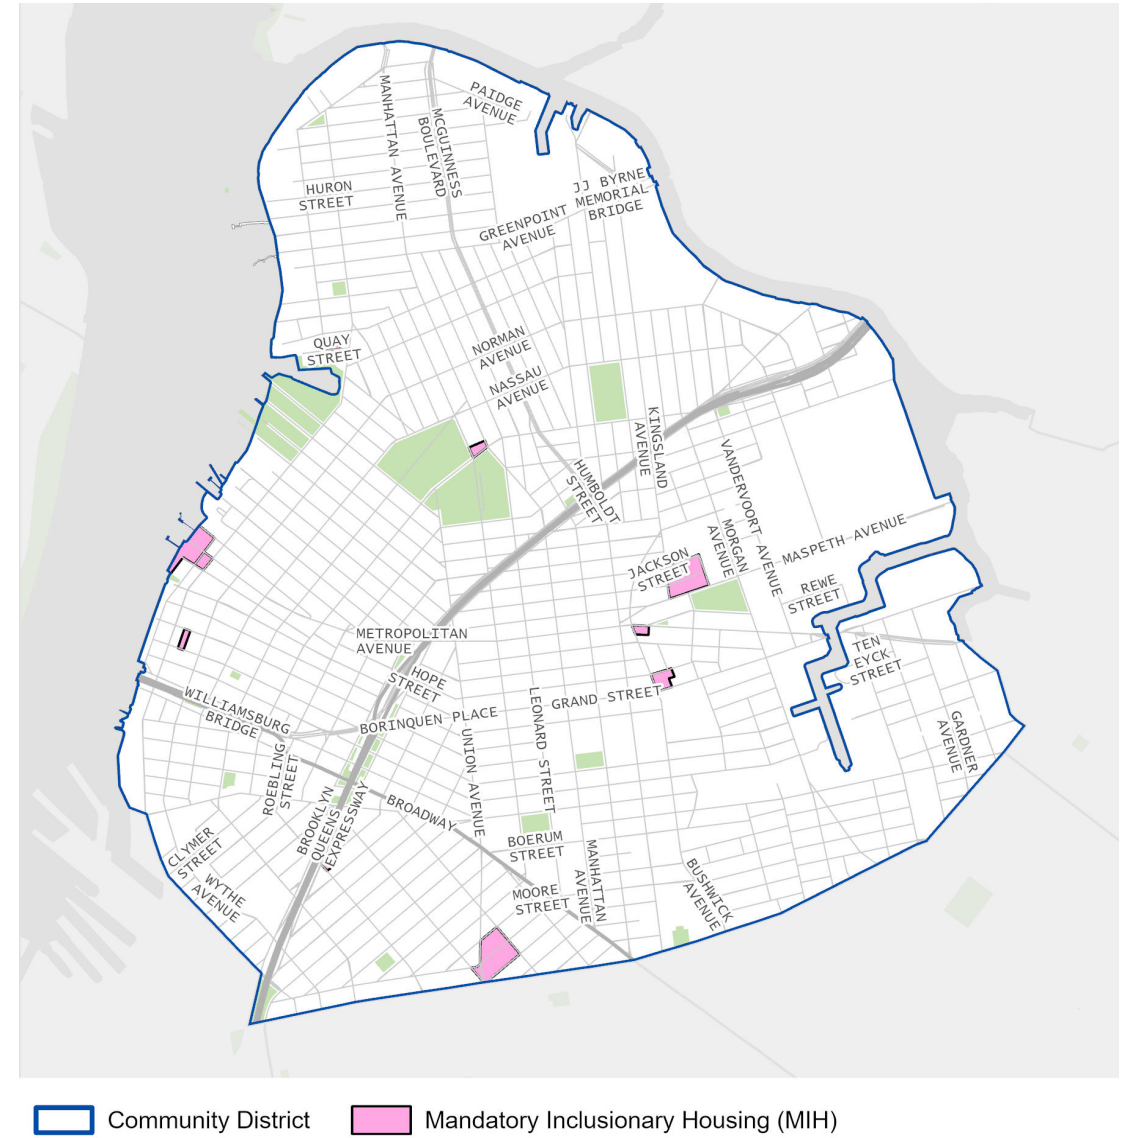 PAIDGE
AVENUE
MANHATTAN AVENUE
MCGUINNESS
BOULEVARD
HURON
STREET
JJ BYRNE
MEMORIAL
BRIDGE
GREENPOINT
AVENUE
QUAY
STREET
NORMAN
AVENUE
NASSAU
AVENUE
KINGSLAND
AVENUE
HUMBOLDT
STREET
VANDERVOORT AVENUE
MORGAN
AVENUE
MASPETH AVENUE
JACKSON
STREET
REWE
STREET
METROPOLITAN
AVENUE
TEN
EYCK
STREET
HOPE
STREET
WILLIAMSBURG
BRIDGE
GRAND STREET
LEONARD STREET
BORINQUEN PLACE
UNION AVENUE
GARDNER
AVENUE
ROEBLING
STREET
BROOKLYN
QUEENS
EXPRESSWAY
BROADWAY
CLYMER
STREET
WYTHE
AVENUE
BOERUM
STREET
MANHATTAN
AVENUE
MOORE
STREET
BUSHWICK
AVENUE
Community District
Mandatory Inclusionary Housing (MIH)